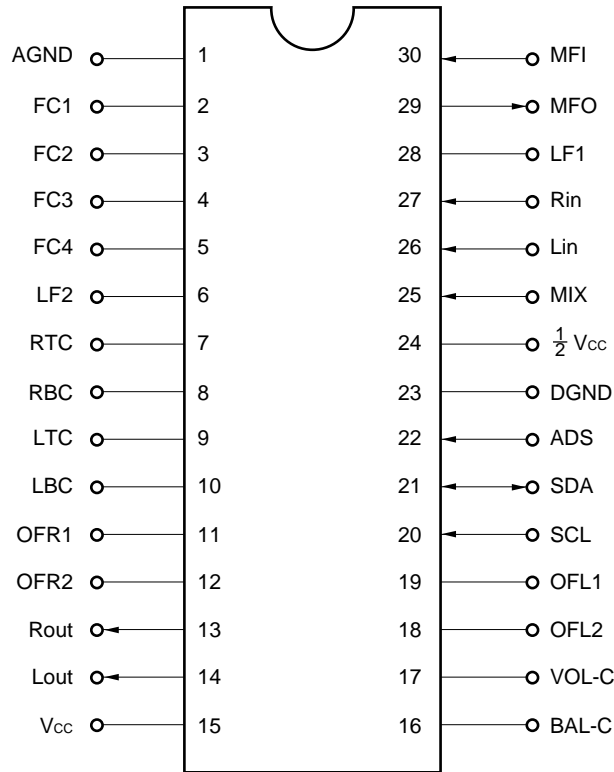 AGND 1 30 MFI
FC1 2 29 MFO
FC2 3 28 LF1
FC3 4 27 Rin
FC4 5 26 Lin
LF2 6 25 MIX
RTC 7 24 1/2 Vcc
RBC 8 23 DGND
LTC 9 22 ADS
LBC 10 21 SDA
OFR1 11 20 SCL
OFR2 12 19 OFL1
Rout 13 18 OFL2
Lout 14 17 VOL-C
Vcc 15 16 BAL-C